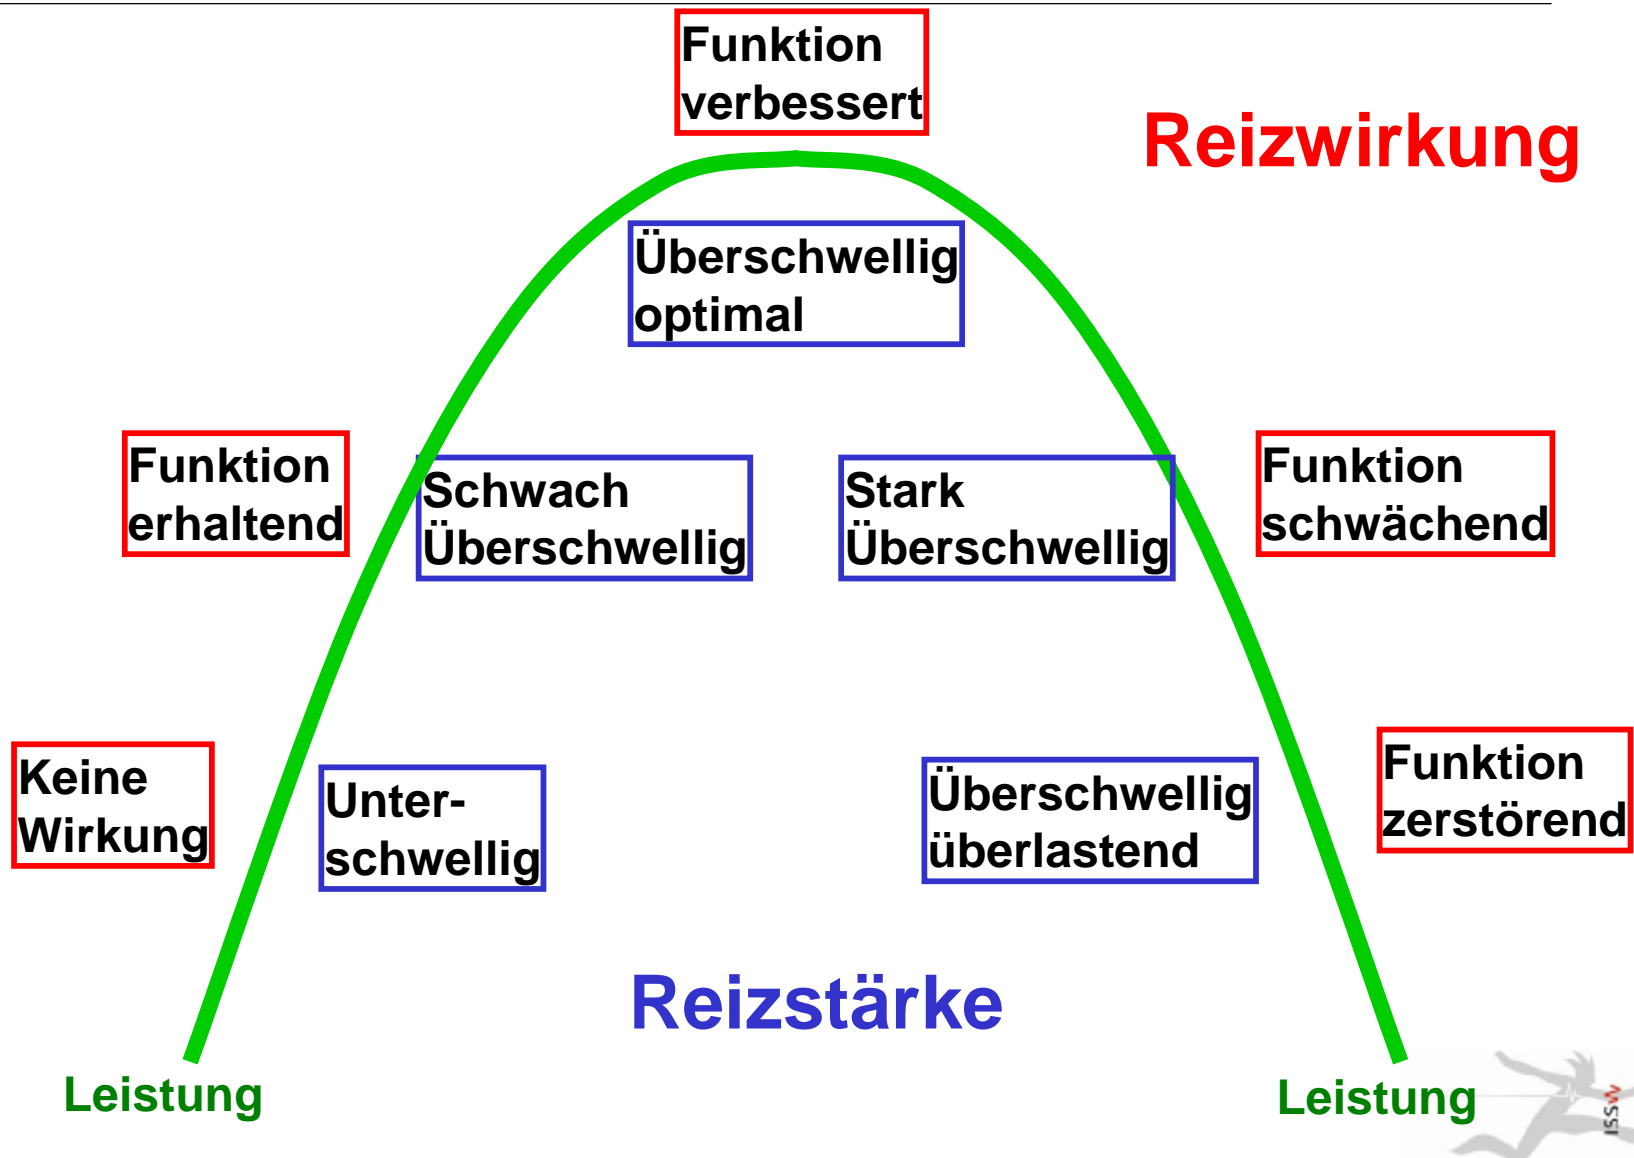 Funktion
verbessert
Reizwirkung
Überschwellig
optimal
Funktion
erhaltend
Schwach
Überschwellig
Stark
Überschwellig
Funktion
schwächend
Keine
Wirkung
Unter-
schwellig
Überschwellig
überlastend
Funktion
zerstörend
Reizstärke
Leistung
Leistung
ISSW